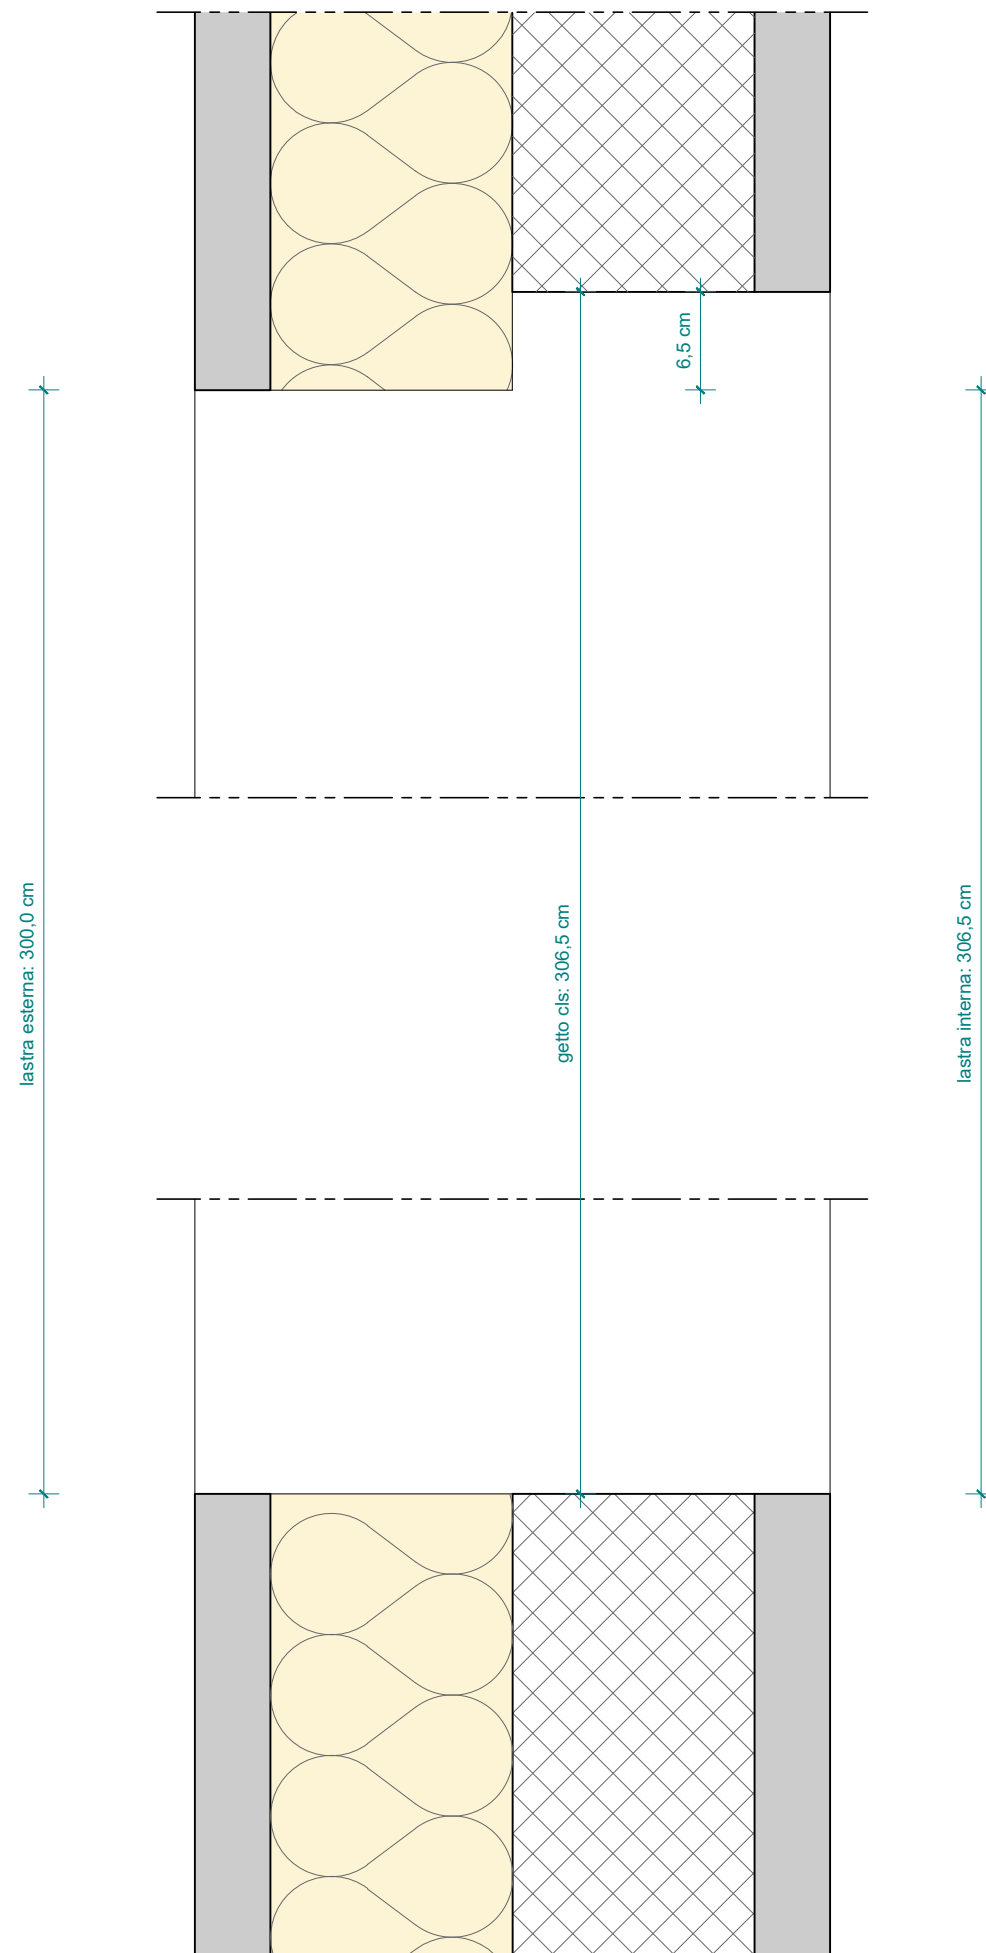 6,5 cm
lastra esterna: 300,0 cm
getto cls: 306,5 cm
lastra interna: 306,5 cm